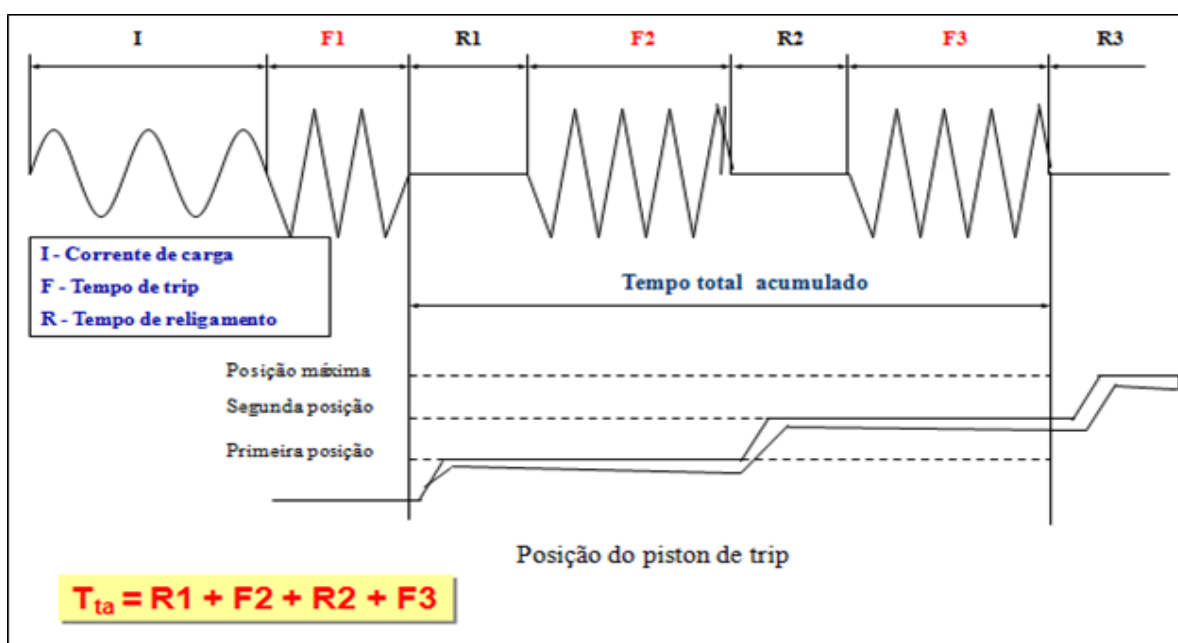 I F1 R1 F2 R2 F3 R3
I - Corrente de carga
F - Tempo de trip
R - Tempo de religamento
Tempo total acumulado
Posição máxima
Segunda posição
Primeira posição
Posição do piston de trip
Tta = R1 + F2 + R2 + F3